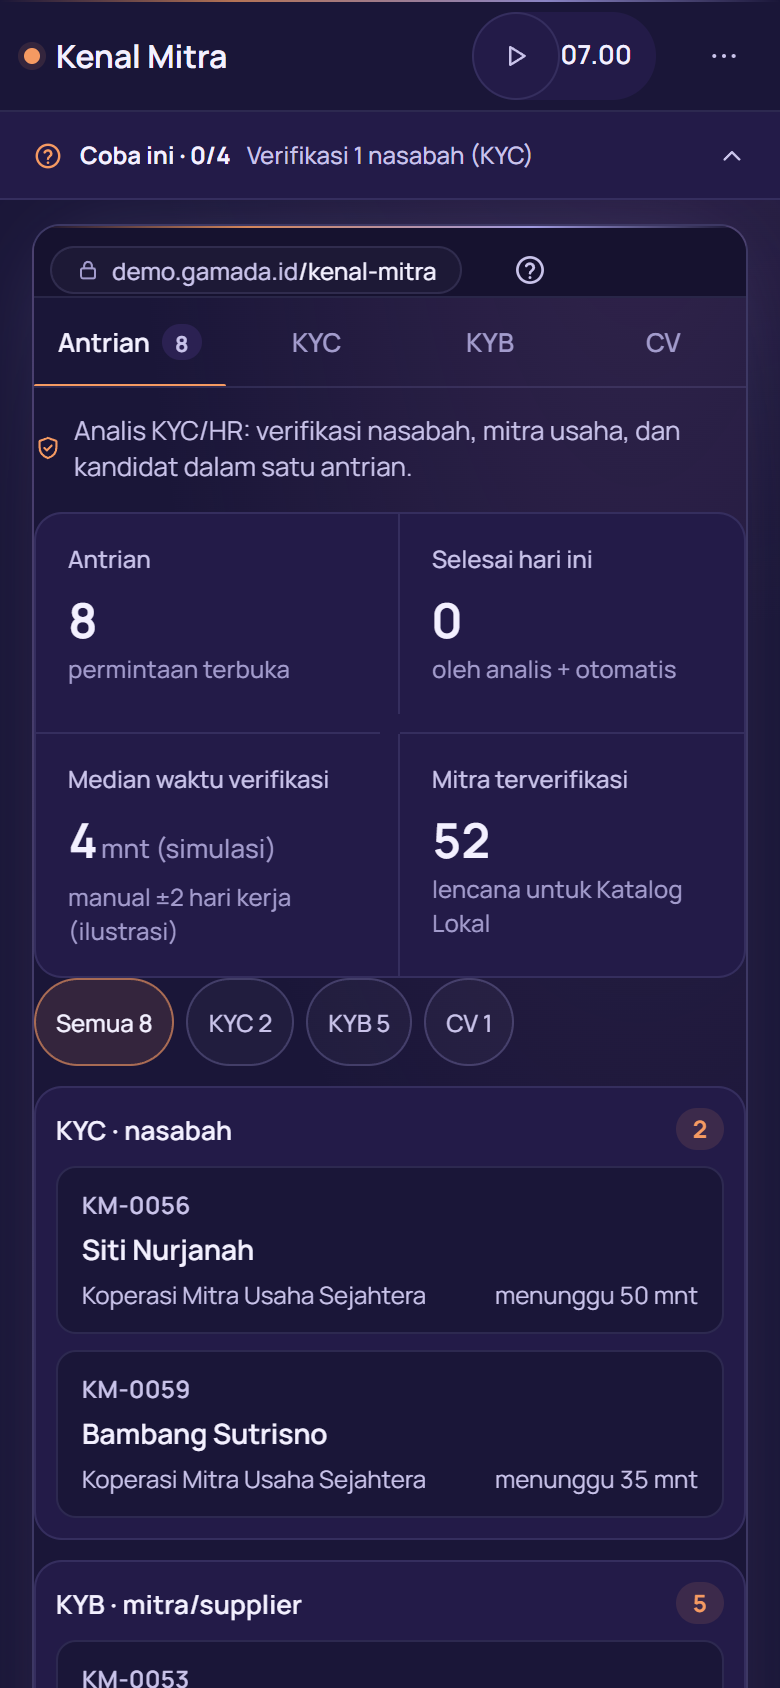 Kenal Mitra
07.00
Coba ini · 0/4 Verifikasi 1 nasabah (KYC)
demo.gamada.id/kenal-mitra
Antrian 8 KYC KYB CV
Analis KYC/HR: verifikasi nasabah, mitra usaha, dan
kandidat dalam satu antrian.
Antrian
8
permintaan terbuka
Selesai hari ini
0
oleh analis + otomatis
Median waktu verifikasi
4 mnt (simulasi)
manual ±2 hari kerja
(ilustrasi)
Mitra terverifikasi
52
lencana untuk Katalog
Lokal
Semua 8 KYC 2 KYB 5 CV 1
KYC · nasabah 2
KM-0056
Siti Nurjanah
Koperasi Mitra Usaha Sejahtera menunggu 50 mnt
KM-0059
Bambang Sutrisno
Koperasi Mitra Usaha Sejahtera menunggu 35 mnt
KYB · mitra/supplier 5
KM-0053